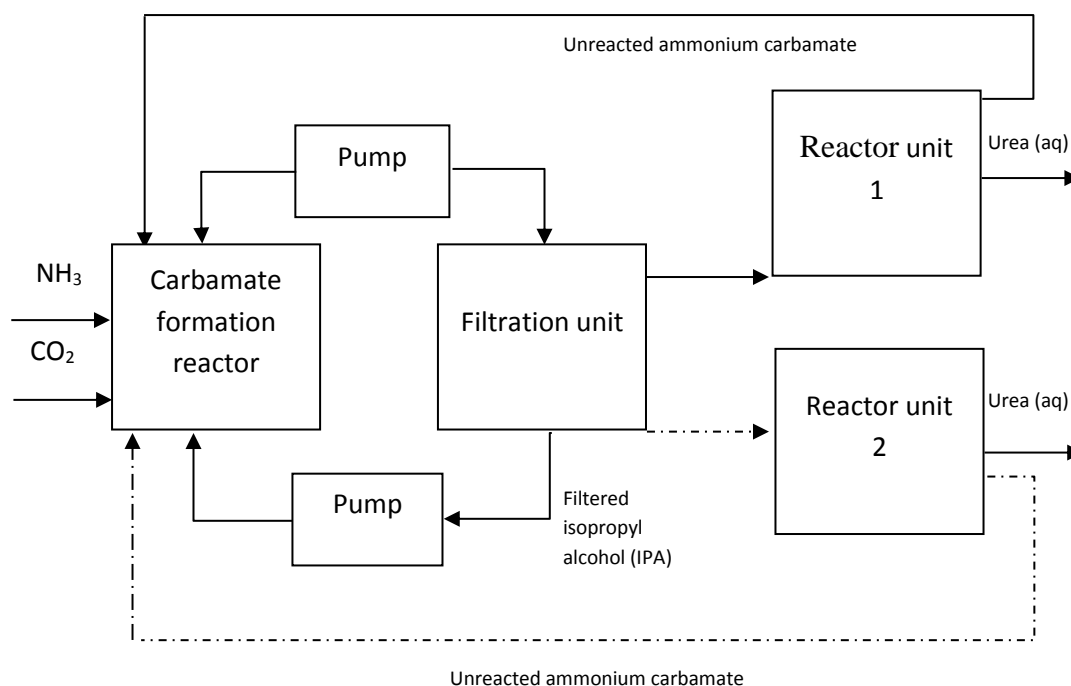 Unreacted ammonium carbamate
Pump
Reactor unit
1
Urea (aq)
NH₃
CO₂
Carbamate
formation
reactor
Filtration unit
Reactor unit
2
Urea (aq)
Pump
Filtered
isopropyl
alcohol (IPA)
Unreacted ammonium carbamate